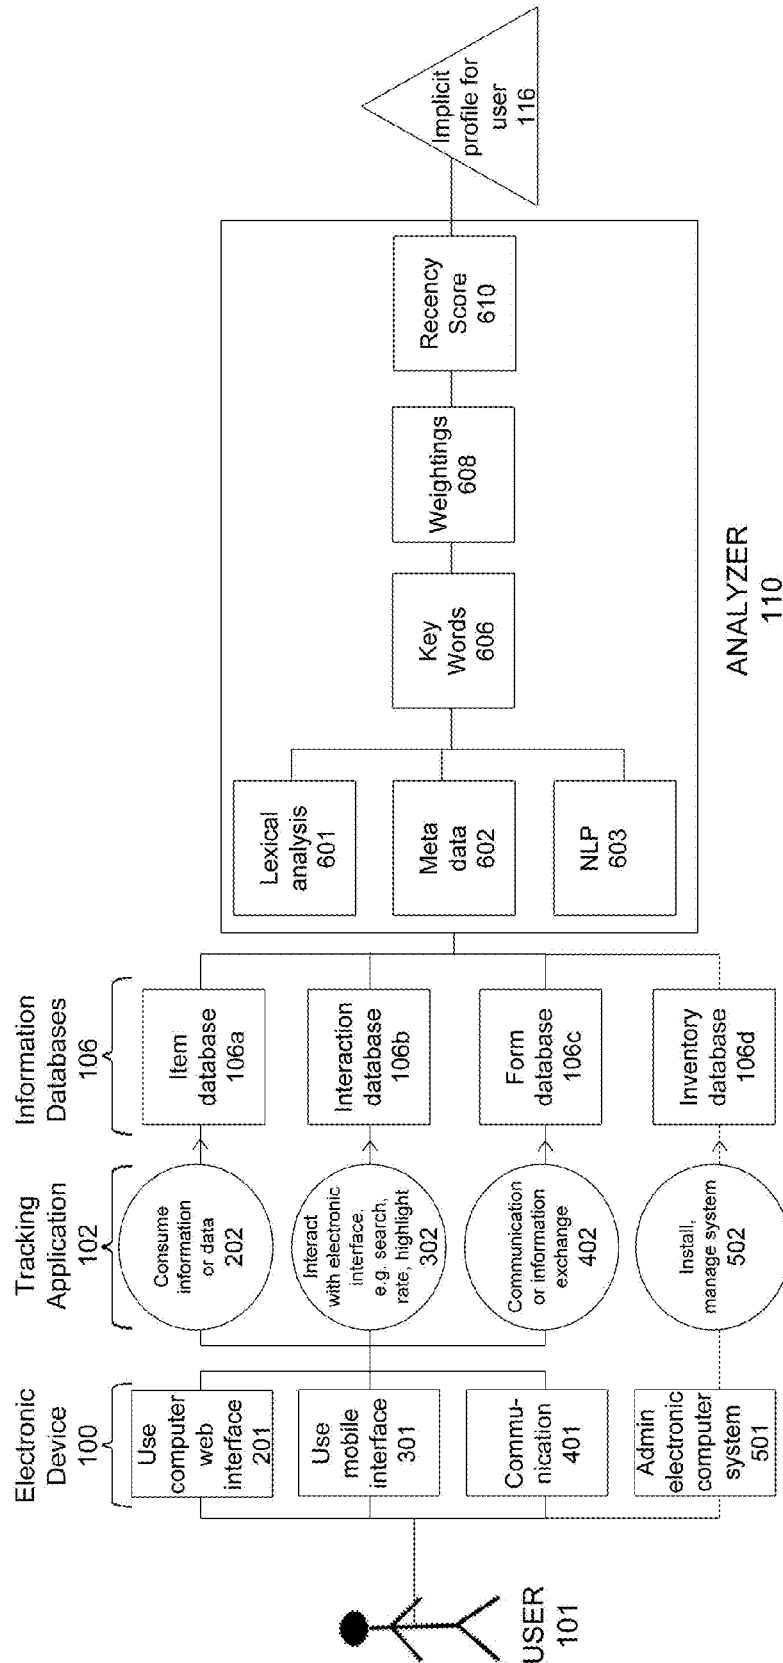 USER
101
Electronic
Device
100
Use
computer
web
interface
201
Use
mobile
interface
301
Commu-
nication
401
Admin
electronic
computer
system
501
Tracking
Application
102
Consume
information
or data
202
Interact
with electronic
interface,
e.g. search,
rate, highlight
302
Communication
or information
exchange
402
Install,
manage system
502
Information
Databases
106
Item
database
106a
Interaction
database
106b
Form
database
106c
Inventory
database
106d
Lexical
analysis
601
Meta
data
602
NLP
603
Key
Words
606
Weightings
608
Recency
Score
610
ANALYZER
110
Implicit
profile for
user
116